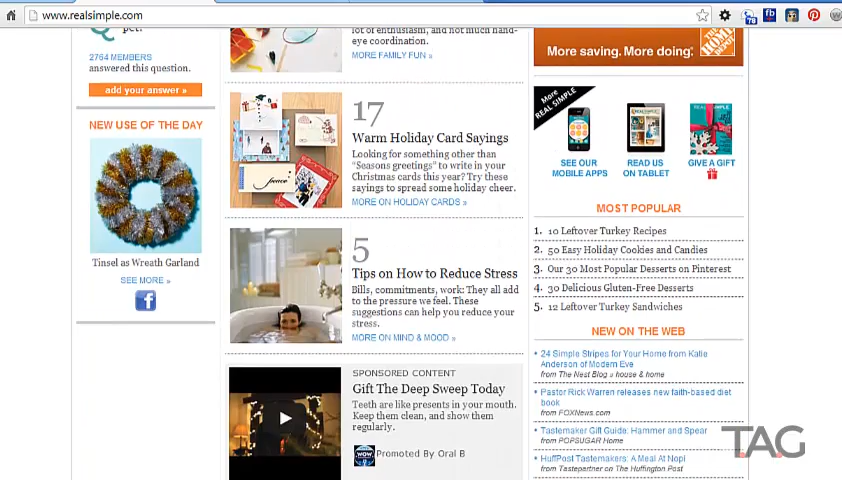 www.realsimple.com
pet?
2764 MEMBERS
answered this question.
add your answer »
NEW USE OF THE DAY
Tinsel as Wreath Garland
SEE MORE »
lot of enthusiasm, and not much hand-
eye coordination.
MORE FAMILY FUN »
17
Warm Holiday Card Sayings
Looking for something other than
“Seasons greetings” to write in your
Christmas cards this year? Try these
sayings to spread some holiday cheer.
MORE ON HOLIDAY CARDS »
peace
5
Tips on How to Reduce Stress
Bills, commitments, work: They all add
to the pressure we feel. These
suggestions can help you reduce your
stress.
MORE ON MIND & MOOD »
SPONSORED CONTENT
Gift The Deep Sweep Today
Teeth are like presents in your mouth.
Keep them clean, and show them
regularly.
WOW
Promoted By Oral B
More saving. More doing.
THE HOME DEPOT
More
REAL SIMPLE
SEE OUR
MOBILE APPS
READ US
ON TABLET
GIVE A GIFT
MOST POPULAR
1. 10 Leftover Turkey Recipes
2. 50 Easy Holiday Cookies and Candies
3. Our 30 Most Popular Desserts on Pinterest
4. 30 Delicious Gluten-Free Desserts
5. 12 Leftover Turkey Sandwiches
NEW ON THE WEB
24 Simple Stripes for Your Home from Katie
Anderson of Modern Eve
from The Nest Blog » house & home
Pastor Rick Warren releases new faith-based diet
book
from FOXNews.com
Tastemaker Gift Guide: Hammer and Spear
from POPSUGAR Home
HuffPost Tastemakers: A Meal At Nopi
from Tastepartner on The Huffington Post
T.A.G.